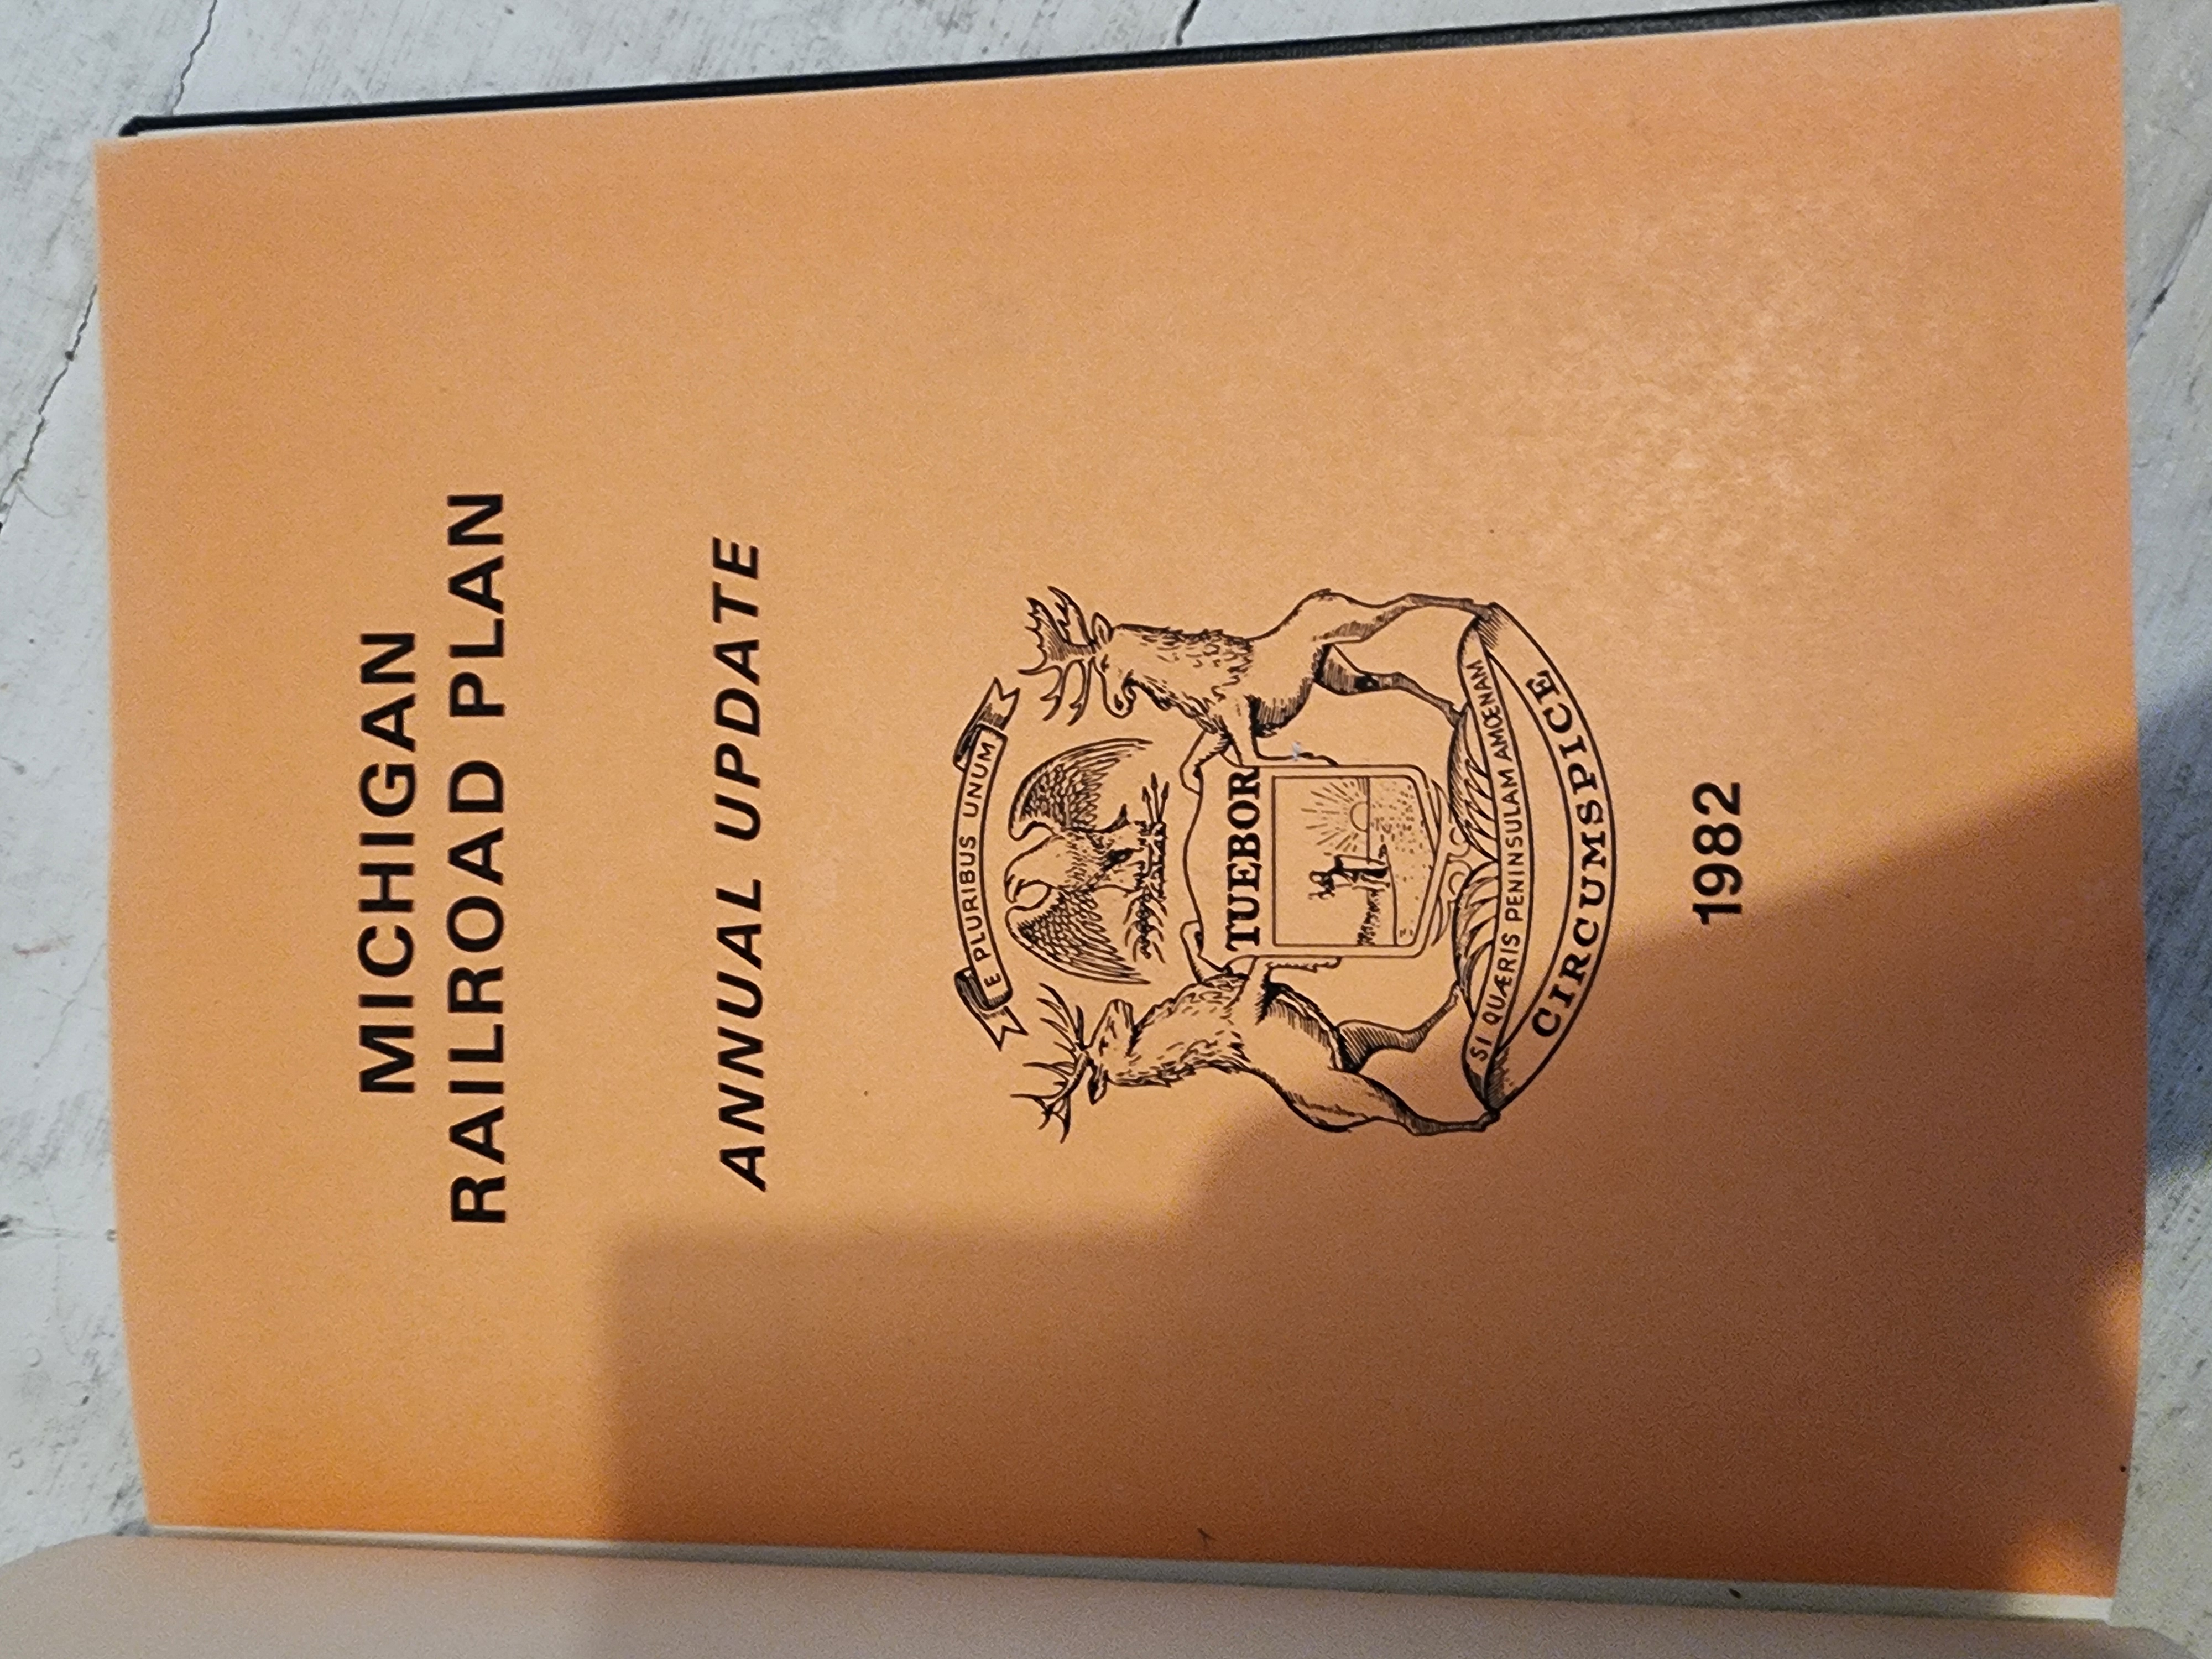 MICHIGAN
RAILROAD PLAN
ANNUAL UPDATE
E PLURIBUS UNUM
TUEBOR
SI QUÆRIS PENINSULAM AMŒNAM
CIRCUMSPICE
1982